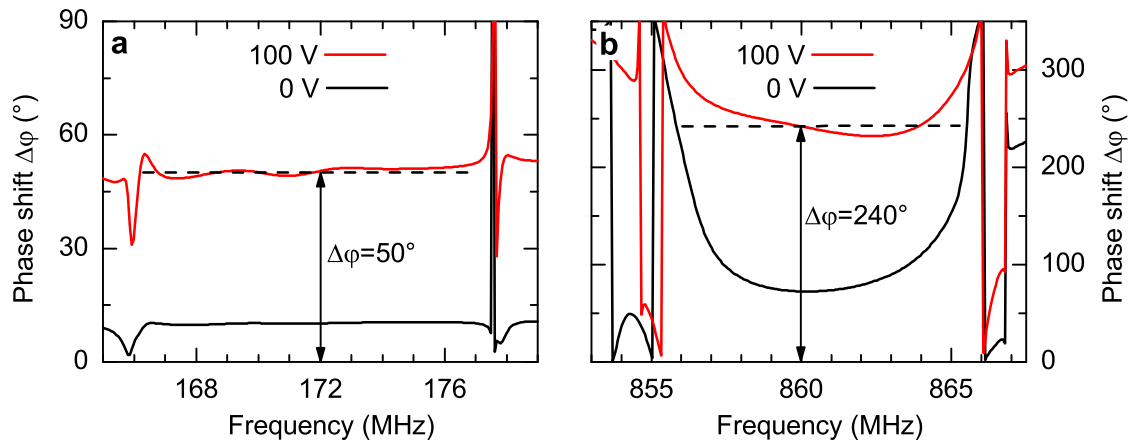 a
100 V
0 V
Δφ=50°
90
60
30
0
Phase shift Δφ (°)
168
172
176
Frequency (MHz)
b
100 V
0 V
Δφ=240°
300
200
100
0
Phase shift Δφ (°)
855
860
865
Frequency (MHz)